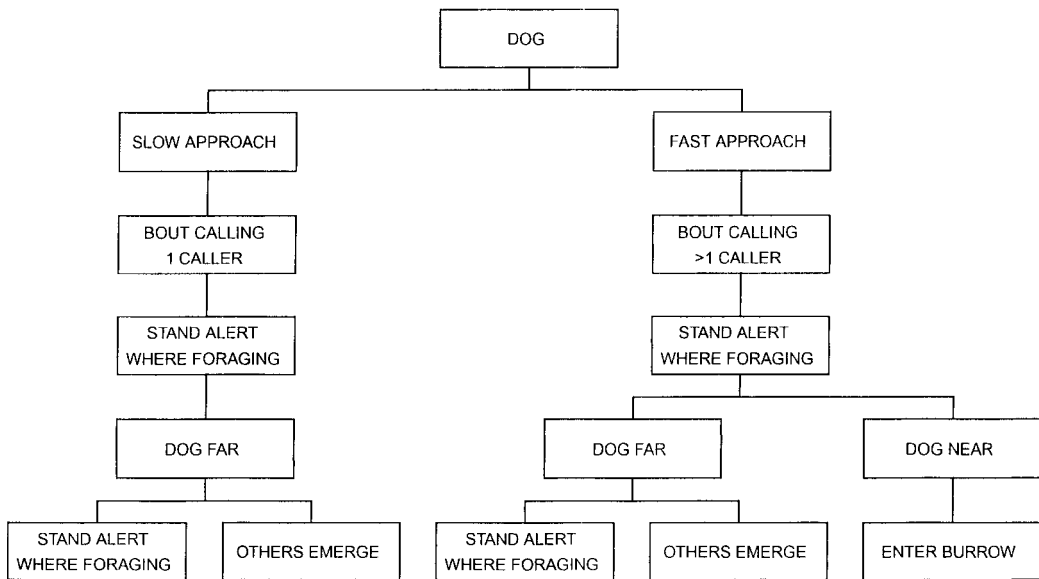 DOG
SLOW APPROACH
FAST APPROACH
BOUT CALLING
1 CALLER
BOUT CALLING
>1 CALLER
STAND ALERT
WHERE FORAGING
STAND ALERT
WHERE FORAGING
DOG FAR
DOG FAR
DOG NEAR
STAND ALERT
WHERE FORAGING
OTHERS EMERGE
STAND ALERT
WHERE FORAGING
OTHERS EMERGE
ENTER BURROW